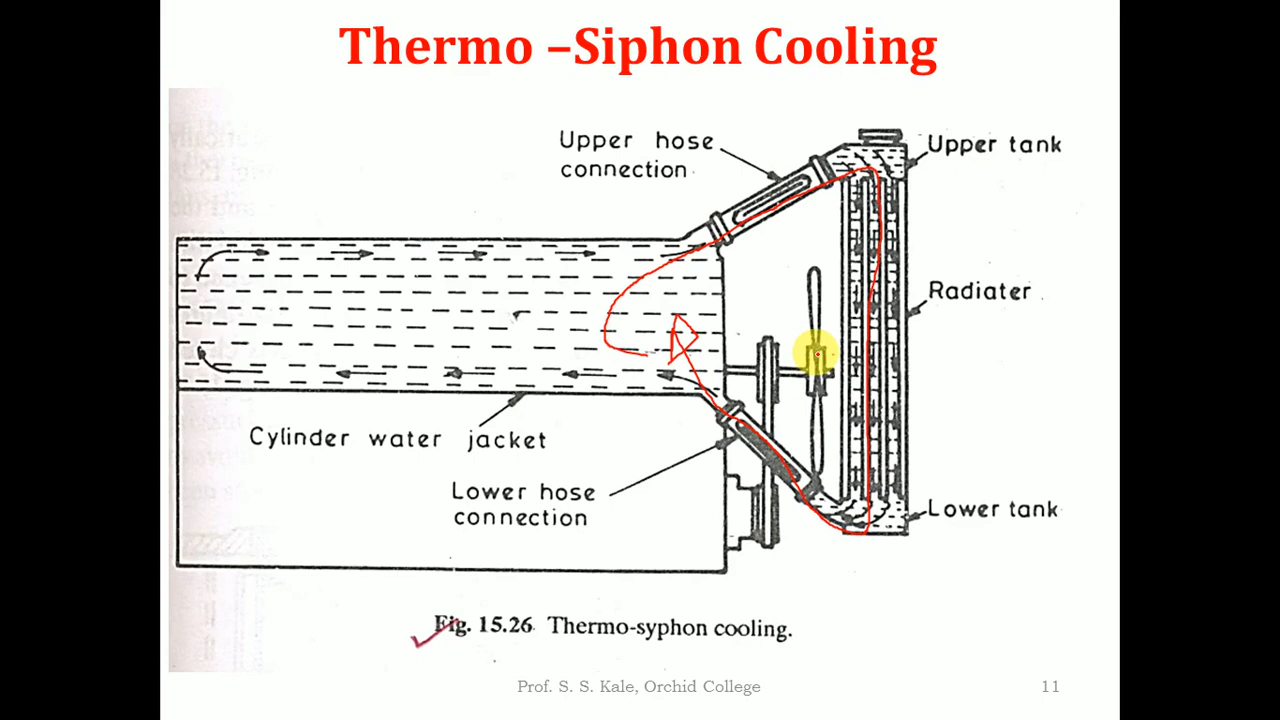 Thermo –Siphon Cooling
Upper hose
connection
Upper tank
Radiater
Cylinder water jacket
Lower hose
connection
Lower tank
Fig. 15.26 Thermo-syphon cooling.
Prof. S. S. Kale, Orchid College
11